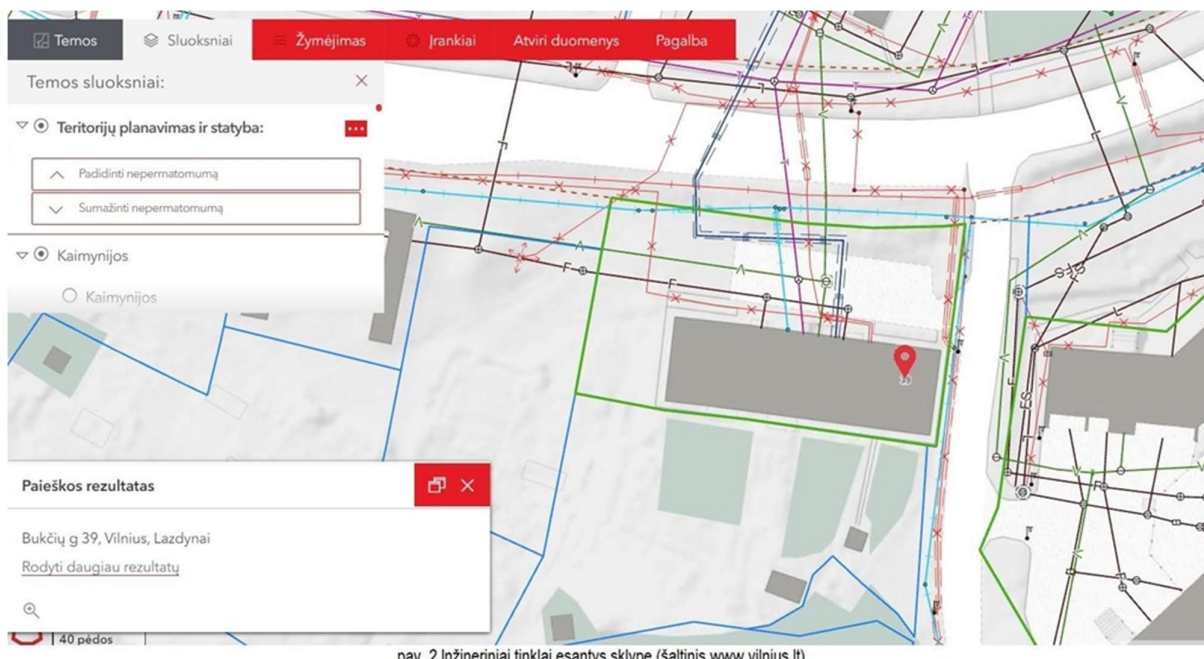 Temos
Sluoksniai
Žymėjimas
Įrankiai
Atviri duomenys
Pagalba
Temos sluoksniai:
Teritorijų planavimas ir statyba:
Padidinti nepermatomumą
Sumažinti nepermatomumą
Kaimynijos
Kaimynijos
Paieškos rezultatas
Bukčių g 39, Vilnius, Lazdynai
Rodyti daugiau rezultatų
40 pėdos
F
F
pav. 2 Inžineriniai tinklai esantys sklype (šaltinis www.vilnius.lt)